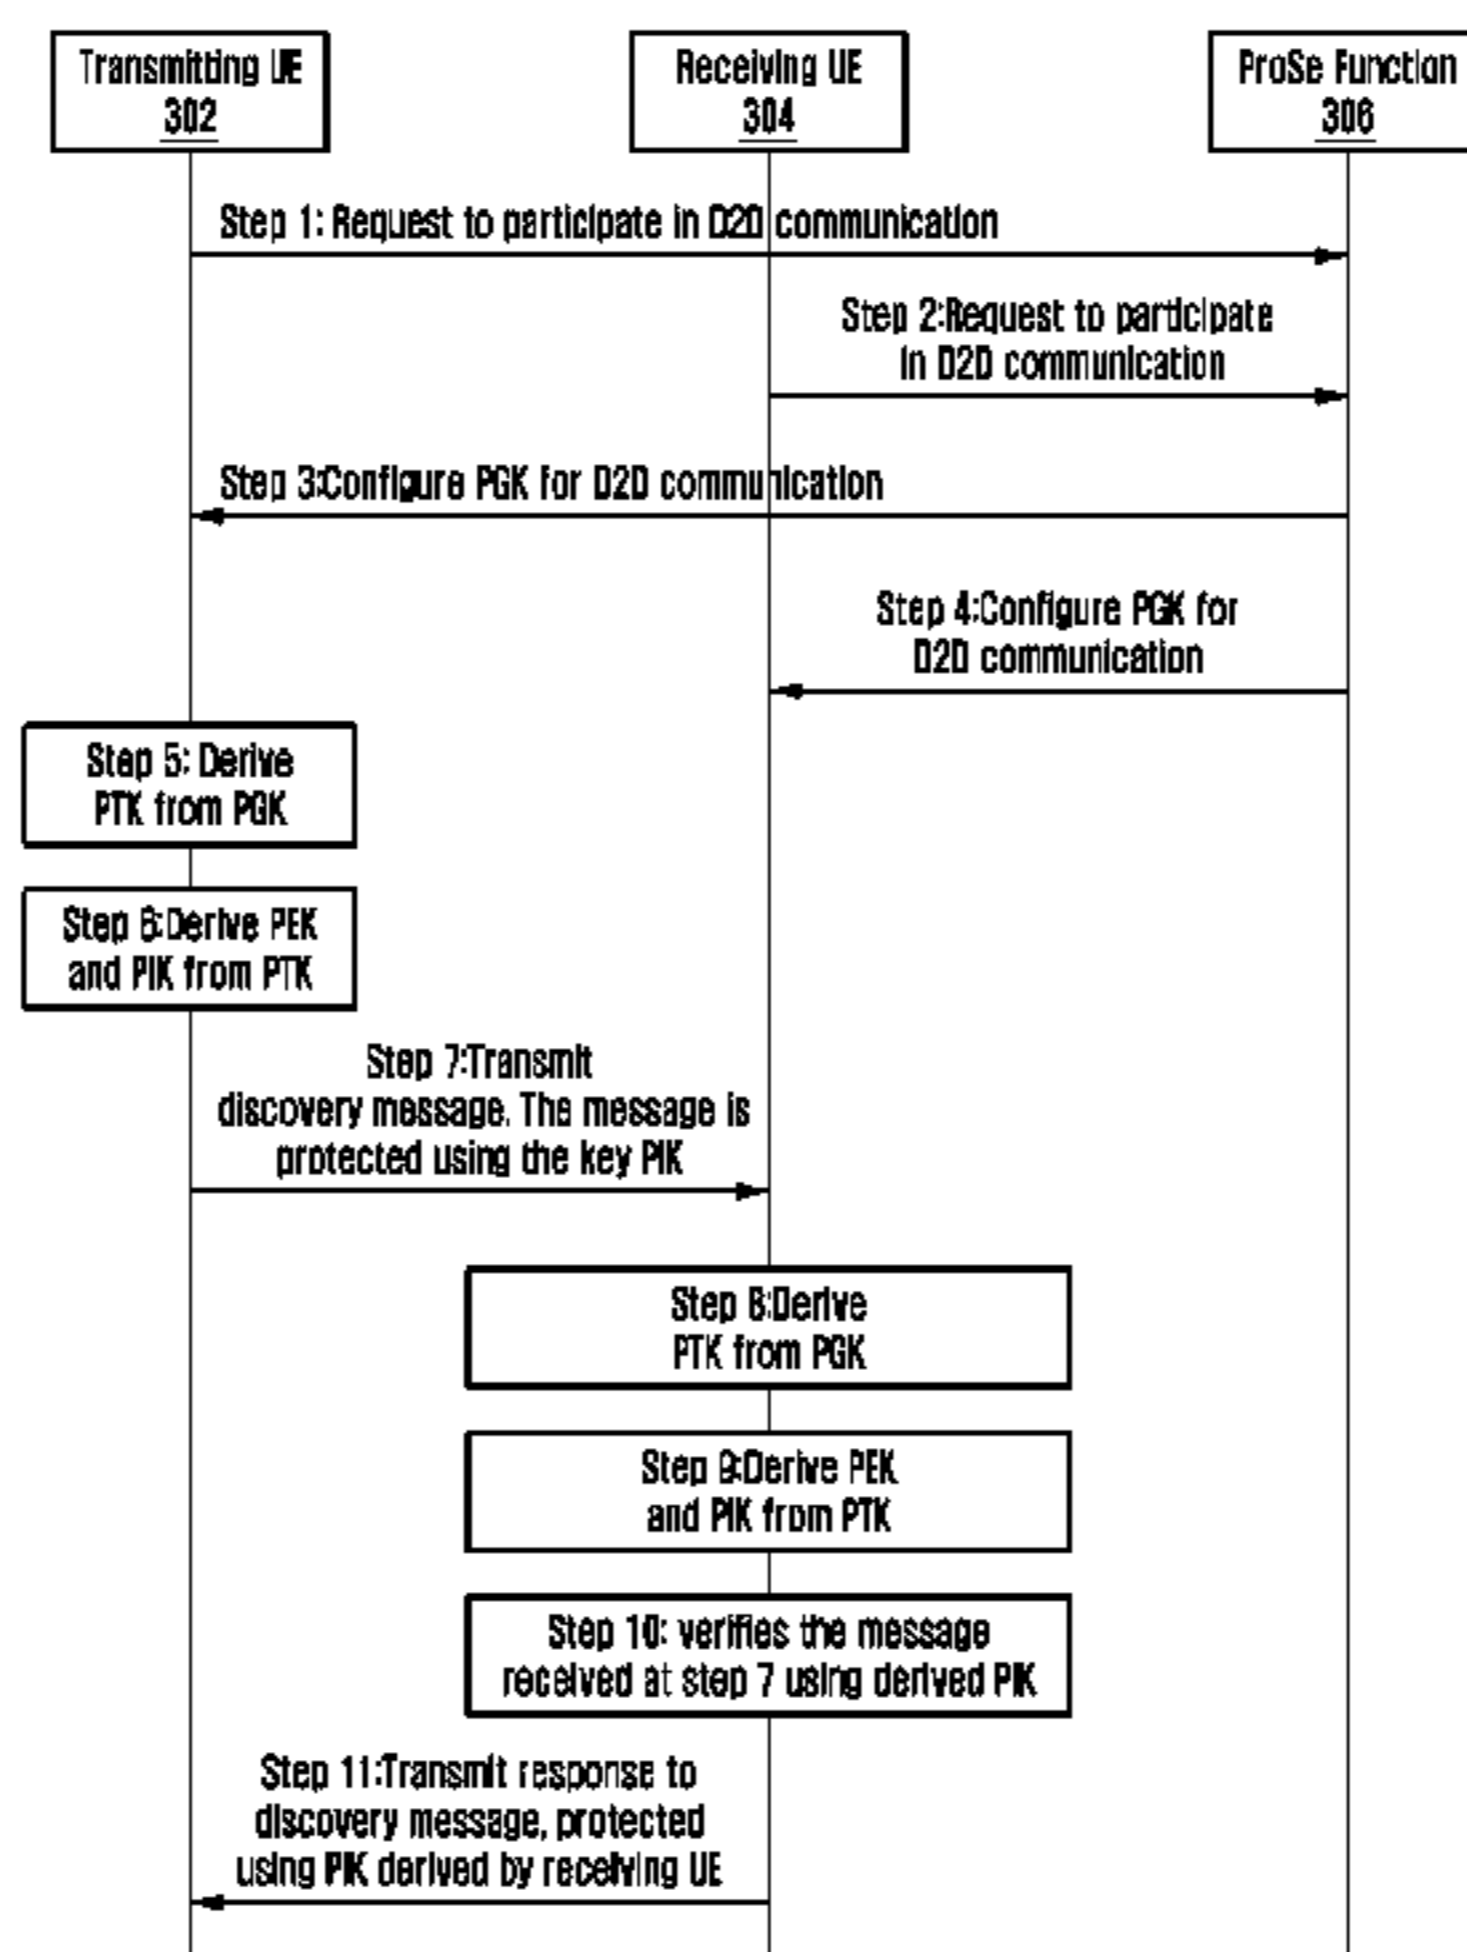 Transmitting UE
302
Receiving UE
304
ProSe Function
306
Step 1: Request to participate in D2D communication
Step 2:Request to participate
in D2D communication
Step 3:Configure PGK for D2D communication
Step 4:Configure PGK for
D2D communication
Step 5: Derive
PTK from PGK
Step 6:Derive PEK
and PIK from PTK
Step 7:Transmit
discovery message. The message is
protected using the key PIK
Step 8:Derive
PTK from PGK
Step 9:Derive PEK
and PIK from PTK
Step 10: verifies the message
received at step 7 using derived PIK
Step 11:Transmit response to
discovery message, protected
using PIK derived by receiving UE